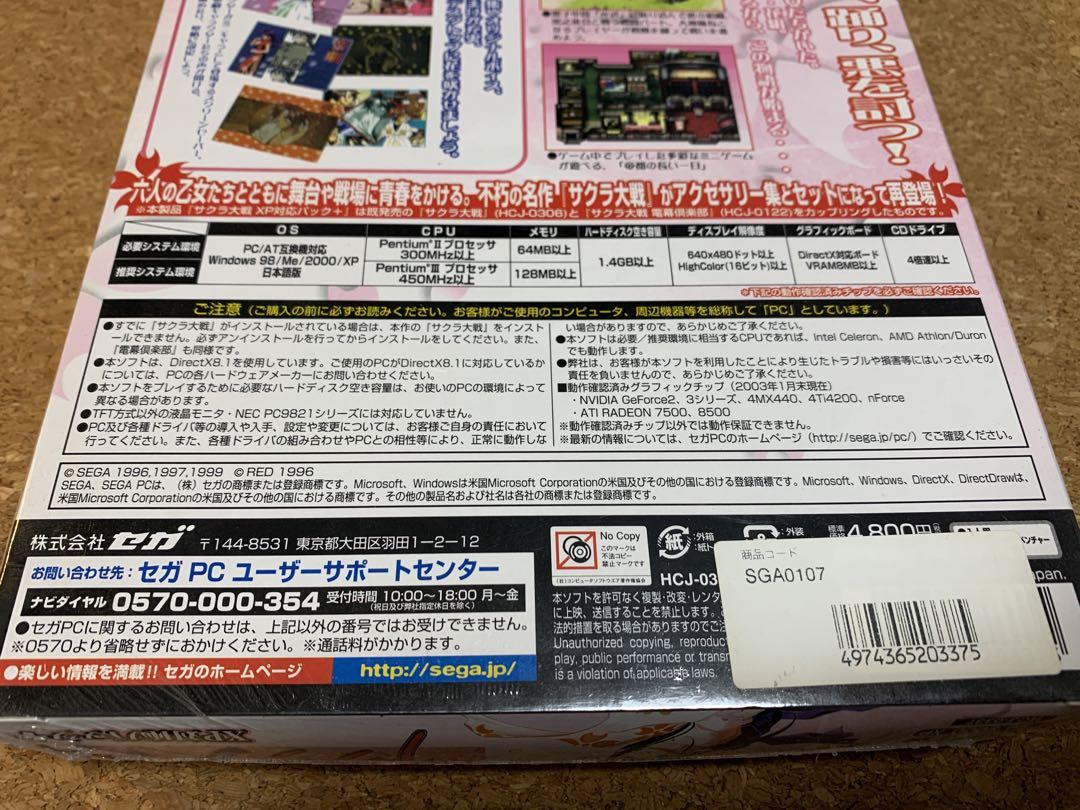 踊り、悪を討つ!
●ゲーム中でプレイした多彩なミニゲーム
が遊べる、「帝都の長い一日」
六人の乙女たちとともに舞台や戦場に青春をかける。不朽の名作『サクラ大戦』がアクセサリー集とセットになって再登場!
※本製品『サクラ大戦 XP対応パック+』は既発売の『サクラ大戦』(HCJ-0306)と『サクラ大戦 電幕倶楽部』(HCJ-0122)をカップリングしたものです。
OS CPU メモリ ハードディスク空き容量 ディスプレイ解像度 グラフィックボード CDドライブ
必要システム環境 PC/AT互換機対応 Windows 98/Me/2000/XP 日本語版 Pentium®Ⅱプロセッサ 300MHz以上 64MB以上 1.4GB以上 640x480ドット以上 HighColor(16ビット)以上 DirectX対応ボード VRAM8MB以上 4倍速以上
推奨システム環境 Pentium®Ⅲプロセッサ 450MHz以上 128MB以上
※下記の動作確認済みチップを必ずご確認ください。
ご注意(ご購入の前に必ずお読みください。お客様がご使用のコンピュータ、周辺機器等を総称して「PC」としています。)
●すでに『サクラ大戦』がインストールされている場合は、本作の『サクラ大戦』をインスト
ールできません。必ずアンインストールを行ってからインストールをしてください。また、
『電幕倶楽部』も同様です。
●本ソフトは、DirectX8.1を使用しています。ご使用のPCがDirectX8.1に対応しているか
については、PCの各ハードウェアメーカーにお問い合わせください。
●本ソフトをプレイするために必要なハードディスク空き容量は、お使いのPCの環境によって
異なる場合があります。
●TFT方式以外の液晶モニタ・NEC PC9821シリーズには対応していません。
●PC及び各種ドライバ等の導入や入手、設定や変更については、お客様ご自身の責任において
行ってください。また、各種ドライバの組み合わせやPCとの相性等により、正常に動作しな
い場合がありますので、あらかじめご了承ください。
●本ソフトは必要/推奨環境に相当するCPUであれば、Intel Celeron、AMD Athlon/Duron
でも動作します。
●弊社は、お客様が本ソフトを利用したことにより生じたトラブルや損害等にはいっさいその
責任を負いませんので、あらかじめご了承ください。
■動作確認済みグラフィックチップ(2003年1月末現在)
・NVIDIA GeForce2、3シリーズ、4MX440、4Ti4200、nForce
・ATI RADEON 7500、8500
※動作確認済みチップ以外では動作保証できません。
※最新の情報については、セガPCのホームページ(http://sega.jp/pc/)でご確認ください。
© SEGA 1996,1997,1999 © RED 1996
SEGA、SEGA PCは、(株)セガの商標または登録商標です。Microsoft、Windowsは米国Microsoft Corporationの米国及びその他の国における登録商標です。Microsoft、Windows、DirectX、DirectDrawは、
米国Microsoft Corporationの米国及びその他の国における商標です。その他の製品名および社名は各社の商標または登録商標です。
株式会社セガ 〒144-8531 東京都大田区羽田1-2-12
お問い合わせ先:セガ PC ユーザーサポートセンター
ナビダイヤル 0570-000-354 受付時間 10:00~18:00 月~金 (祝日及び弊社指定休日を除く)
●セガPCに関するお問い合わせは、上記以外の番号ではお受けできません。
※0570より省略せずにおかけください。※通話料がかかります。
●楽しい情報を満載!!セガのホームページ http://sega.jp/
No Copy
このマークは
不法コピー
禁止マークです
(社)コンピュータソフトウエア著作権協会
紙
:外箱
:外装
HCJ-03
標準価格 4,800円
本ソフトを許可なく複製・改変・レンタ
に上映、送信することを禁止します。
法的措置を取る場合がありますので
Unauthorized copying, reproduc
play, public performance or transm
is a violation of applicable laws.
商品コード
SGA0107
4974365203375